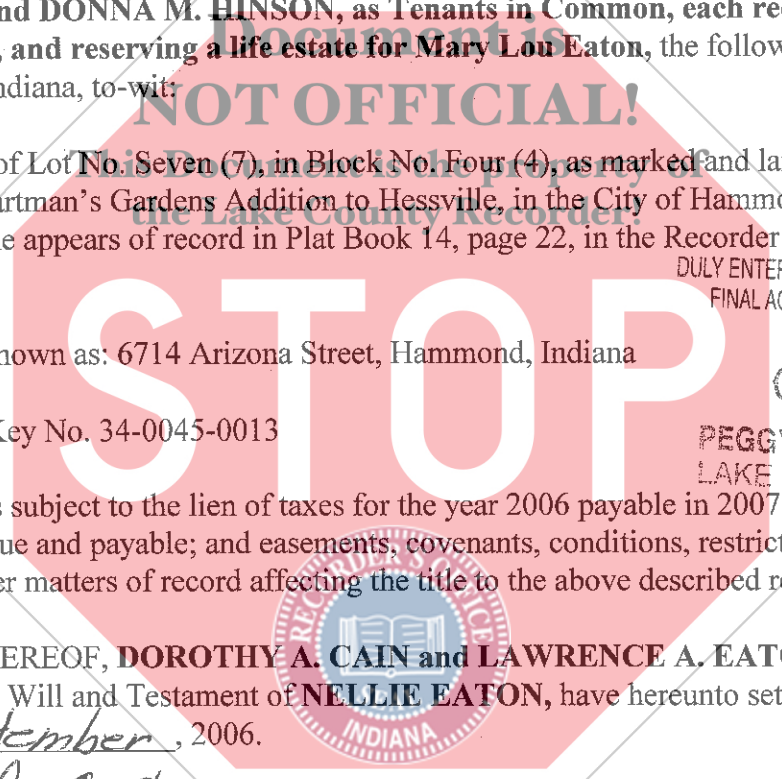 nd DONNA M. HINSON, as Tenants in Common, each re
, and reserving a life estate for Mary Lou Eaton, the follow
ndiana, to-wit:
Document is
NOT OFFICIAL!
This Document is the property of
the Lake County Recorder!
of Lot No. Seven (7), in Block No. Four (4), as marked and la
rtman's Gardens Addition to Hessville, in the City of Hammo
e appears of record in Plat Book 14, page 22, in the Recorder
DULY ENTER
FINAL AC
STOP
nown as: 6714 Arizona Street, Hammond, Indiana
Key No. 34-0045-0013
PEGGY
LAKE
s subject to the lien of taxes for the year 2006 payable in 2007
ue and payable; and easements, covenants, conditions, restrict
er matters of record affecting the title to the above described r
EREOF, DOROTHY A. CAIN and LAWRENCE A. EATO
Will and Testament of NELLIE EATON, have hereunto set
tember, 2006.
RECORDER'S OFFICE
SEAL
INDIANA